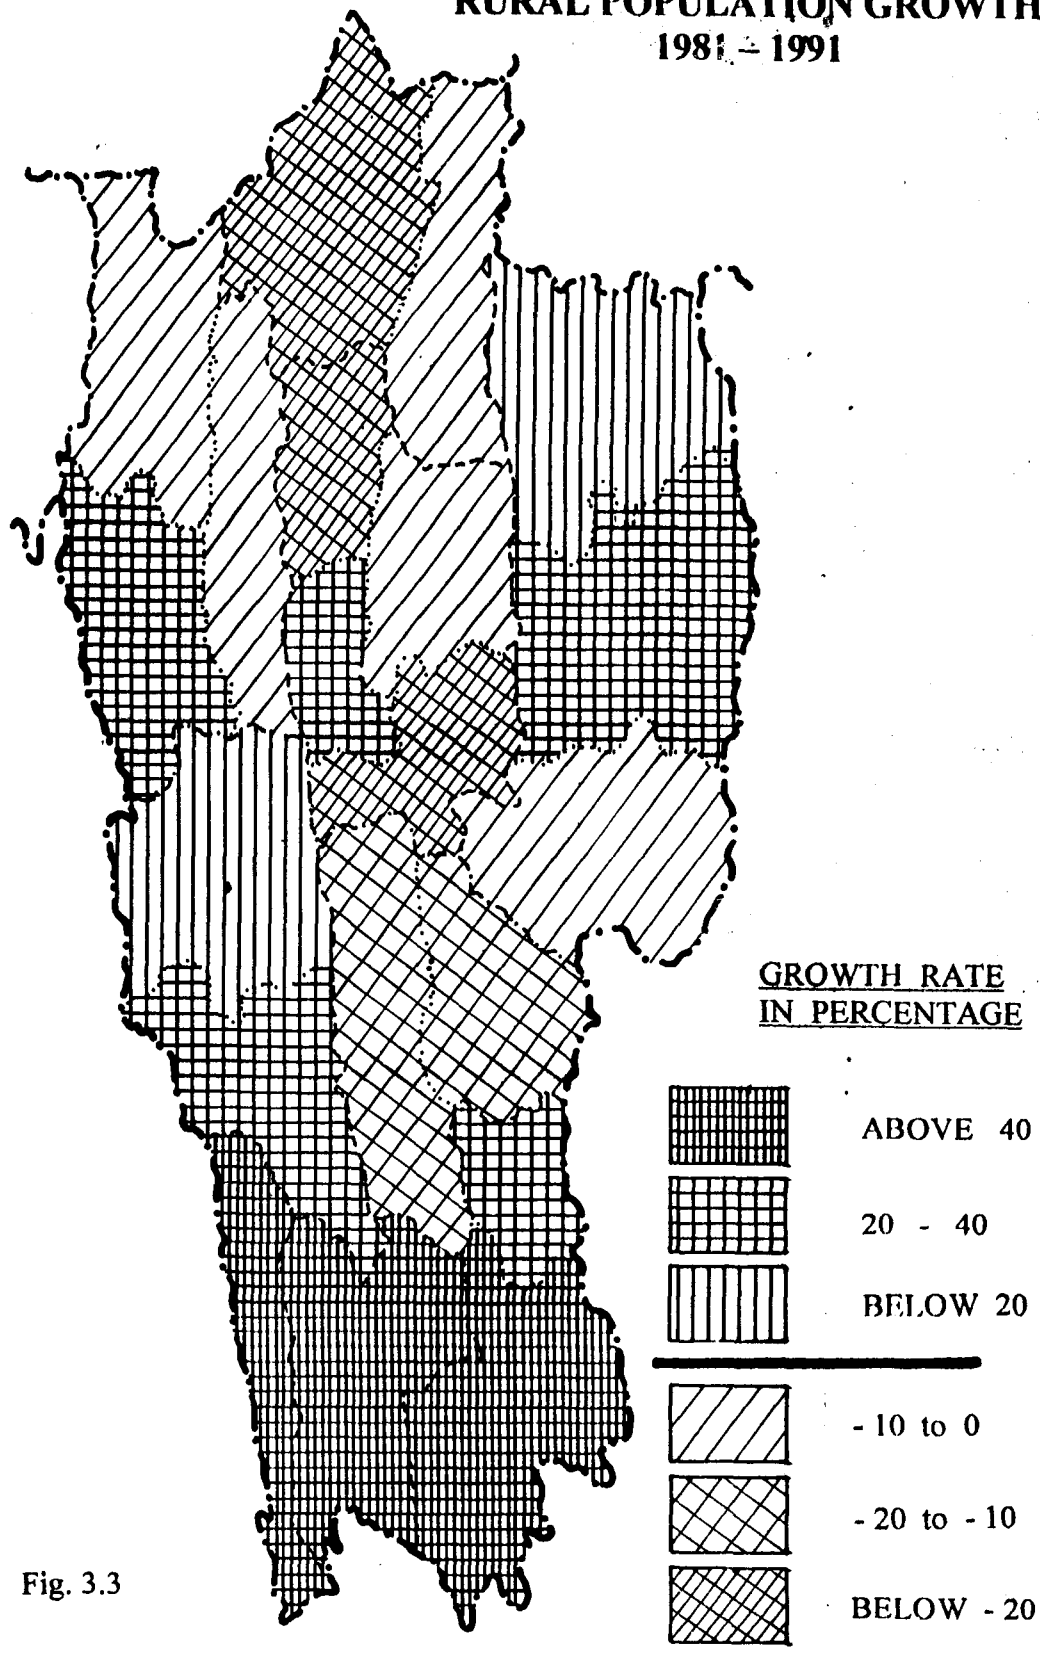 RURAL POPULATION GROWTH
1981 - 1991
GROWTH RATE
IN PERCENTAGE
ABOVE 40
20 - 40
BELOW 20
- 10 to 0
- 20 to - 10
BELOW - 20
Fig. 3.3